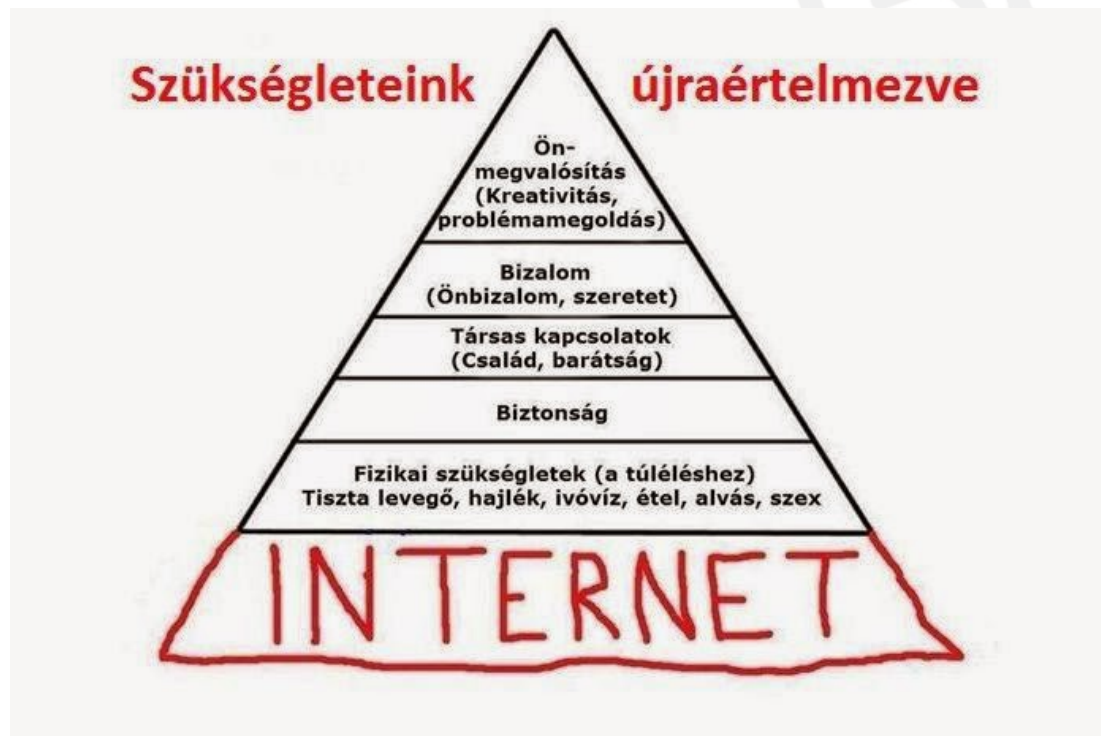 Szükségleteink újraértelmezve
Ön-
megvalósítás
(Kreativitás,
problémamegoldás)
Bizalom
(Önbizalom, szeretet)
Társas kapcsolatok
(Család, barátság)
Biztonság
Fizikai szükségletek (a túléléshez)
Tiszta levegő, hajlék, ivóvíz, étel, alvás, szex
INTERNET